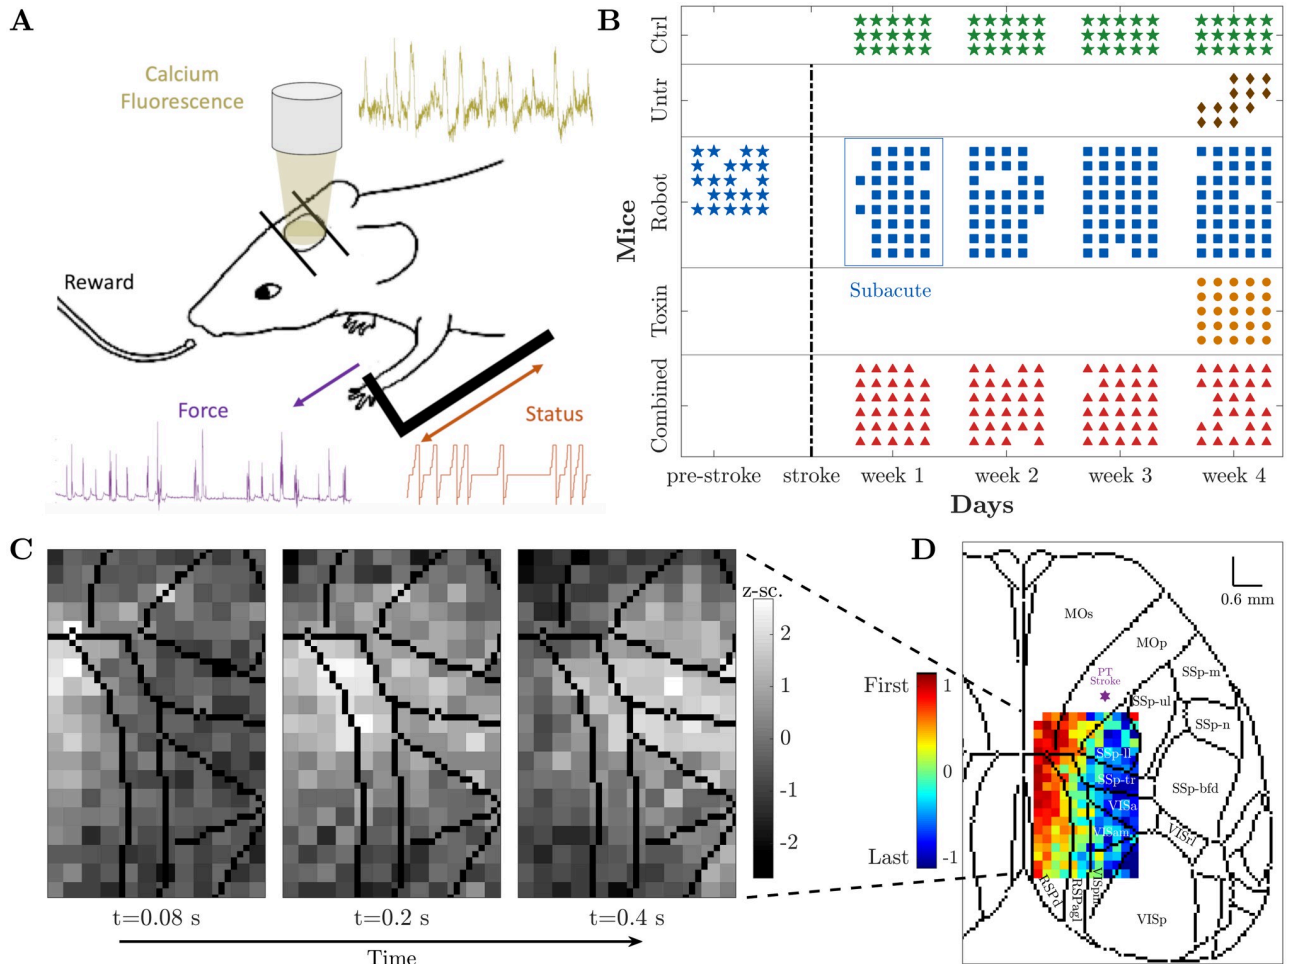 A
Calcium
Fluorescence
Reward
Force
Status
B
Ctrl
Untr
Robot
Toxin
Combined
Mice
Subacute
pre-stroke
stroke
week 1
week 2
week 3
week 4
Days
C
z-sc.
2
1
0
-1
-2
t=0.08 s
t=0.2 s
t=0.4 s
Time
D
0.6 mm
MOs
MOp
PT
Stroke
SSp-m
SSp-ul
SSp-n
SSp-ll
SSp-tr
SSp-bfd
VISa
VISam
VISrl
VISpm
RSPd
RSPagl
VISp
First
1
0
Last
-1